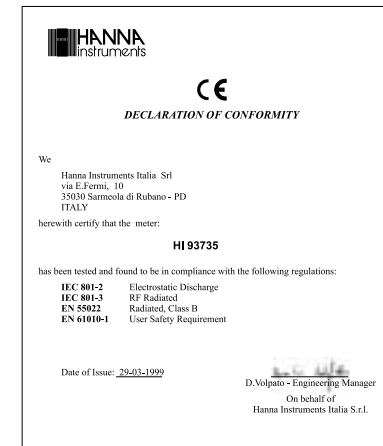 HANNA
instruments
CE
DECLARATION OF CONFORMITY
We
Hanna Instruments Italia Srl
via E.Fermi, 10
35030 Sarmeola di Rubano - PD
ITALY
herewith certify that the meter:
HI 93735
has been tested and found to be in compliance with the following regulations:
IEC 801-2 Electrostatic Discharge
IEC 801-3 RF Radiated
EN 55022 Radiated, Class B
EN 61010-1 User Safety Requirement
Date of Issue: 29-03-1999
D.Volpato - Engineering Manager
On behalf of
Hanna Instruments Italia S.r.l.